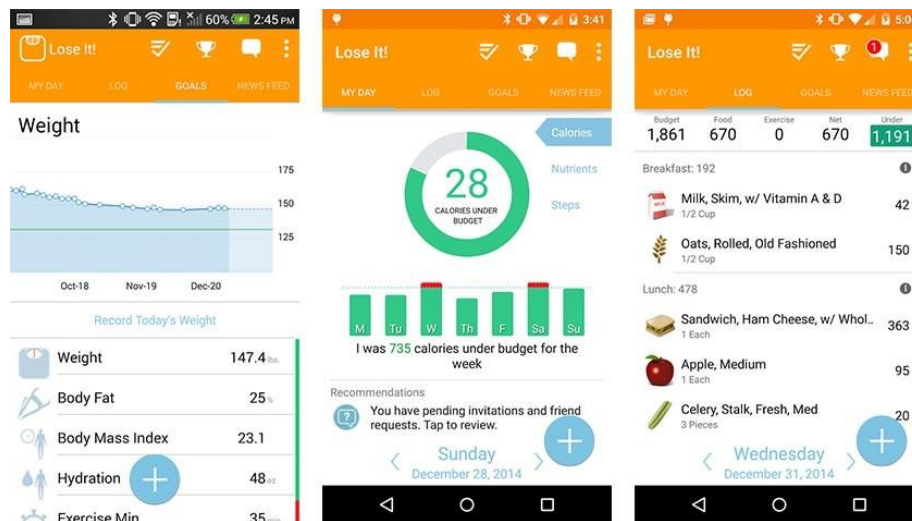 60% 2:45 PM
Lose It!
MY DAY LOG GOALS NEWS FEED
Weight
175
150
125
Oct-18 Nov-19 Dec-20
Record Today's Weight
Weight 147.4 lbs
Body Fat 25 %
Body Mass Index 23.1
Hydration 48 oz
Exercise Min 35 min
3:41
Lose It!
MY DAY LOG GOALS NEWS FEED
Calories
Nutrients
Steps
28
CALORIES UNDER
BUDGET
M Tu W Th F Sa Su
I was 735 calories under budget for the
week
Recommendations
You have pending invitations and friend
requests. Tap to review.
Sunday
December 28, 2014
5:0
Lose It!
1
MY DAY LOG GOALS NEWS FEED
Budget Food Exercise Net Under
1,861 670 0 670 1,191
Breakfast: 192
Milk, Skim, w/ Vitamin A & D 42
1/2 Cup
Oats, Rolled, Old Fashioned 150
1/2 Cup
Lunch: 478
Sandwich, Ham Cheese, w/ Whol.. 363
1 Each
Apple, Medium 95
1 Each
Celery, Stalk, Fresh, Med 20
3 Pieces
Wednesday
December 31, 2014